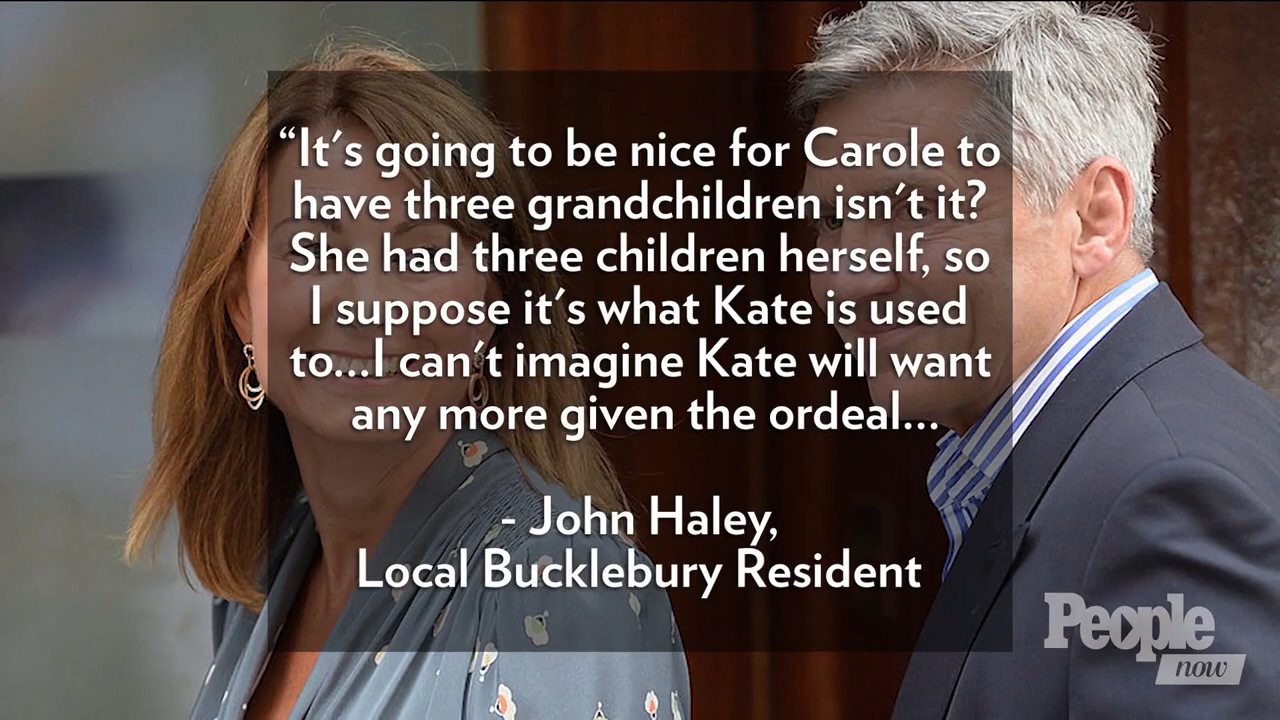 “It's going to be nice for Carole to
have three grandchildren isn't it?
She had three children herself, so
I suppose it's what Kate is used
to...I can't imagine Kate will want
any more given the ordeal...
- John Haley,
Local Bucklebury Resident
People
now